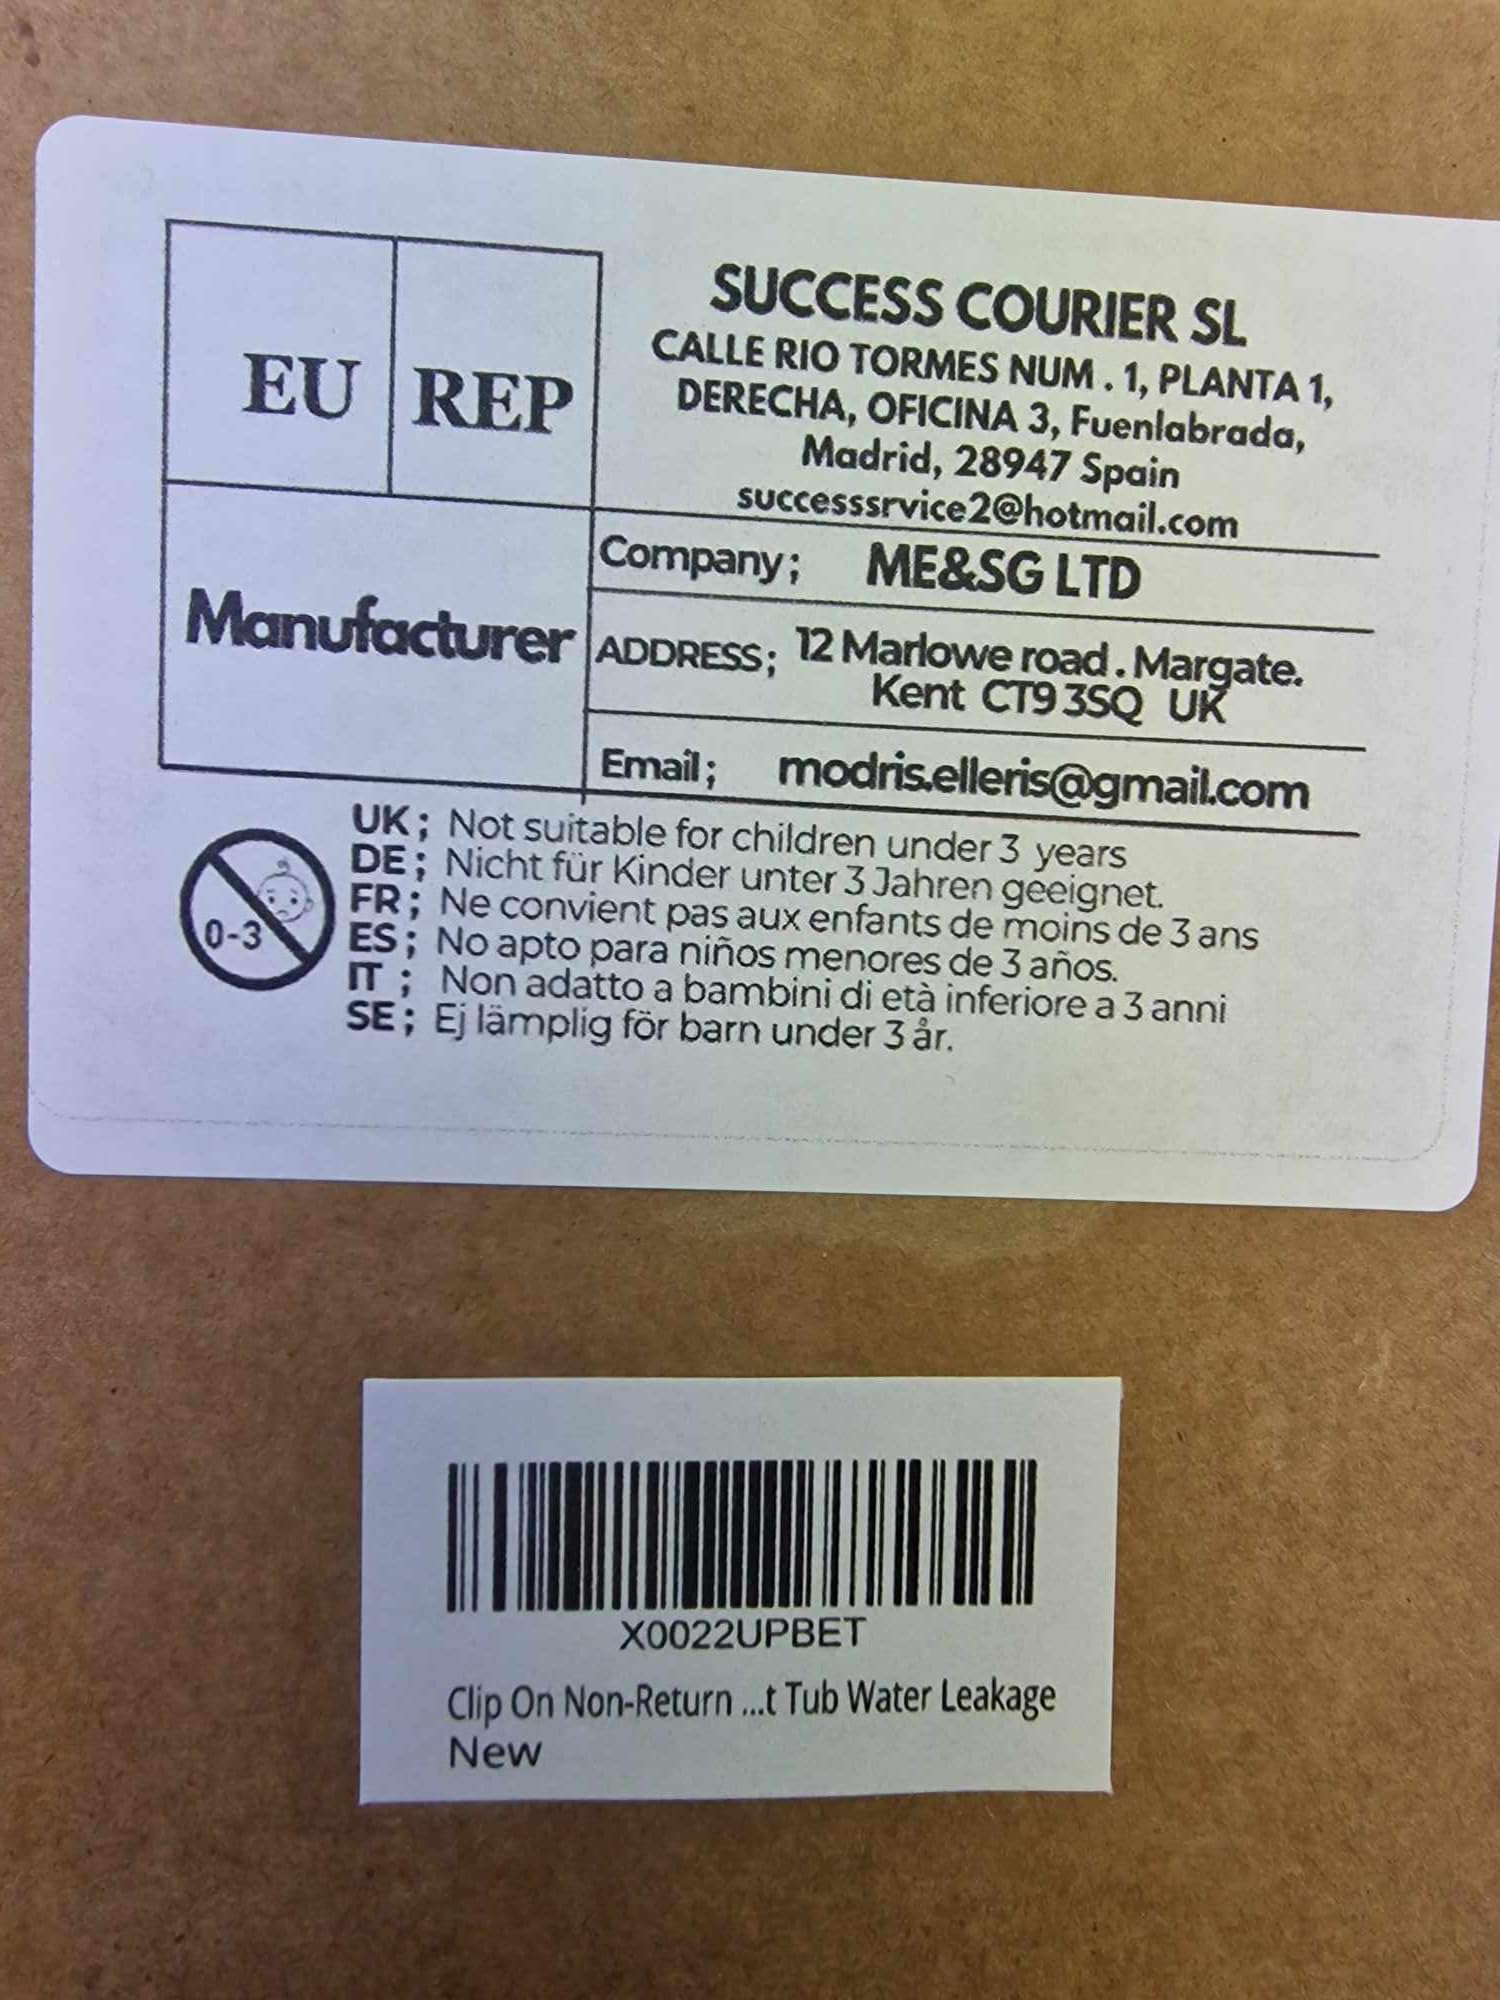 EU REP
SUCCESS COURIER SL
CALLE RIO TORMES NUM . 1, PLANTA 1,
DERECHA, OFICINA 3, Fuenlabrada,
Madrid, 28947 Spain
successsrvice2@hotmail.com
Manufacturer
Company; ME&SG LTD
ADDRESS; 12 Marlowe road . Margate.
Kent CT9 3SQ UK
Email; modris.elleris@gmail.com
0-3
UK; Not suitable for children under 3 years
DE; Nicht für Kinder unter 3 Jahren geeignet.
FR; Ne convient pas aux enfants de moins de 3 ans
ES; No apto para niños menores de 3 años.
IT; Non adatto a bambini di età inferiore a 3 anni
SE; Ej lämplig för barn under 3 år.
X0022UPBET
Clip On Non-Return ...t Tub Water Leakage
New